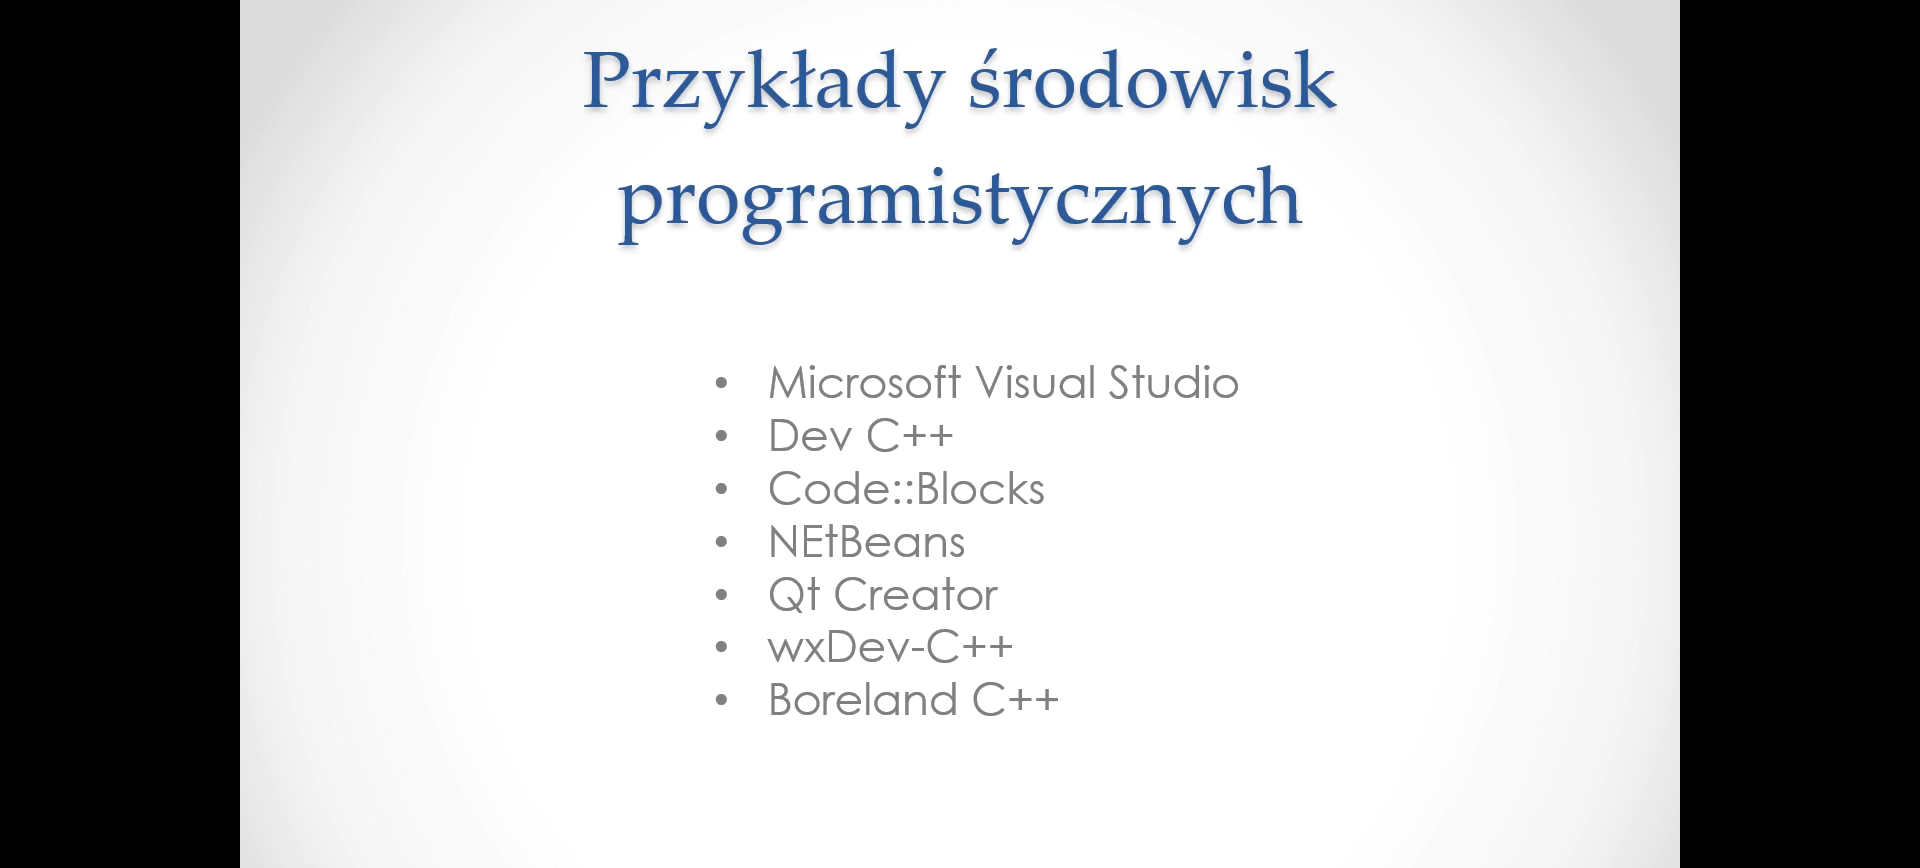 Przykłady środowisk
programistycznych
• Microsoft Visual Studio
• Dev C++
• Code::Blocks
• NEtBeans
• Qt Creator
• wxDev-C++
• Boreland C++